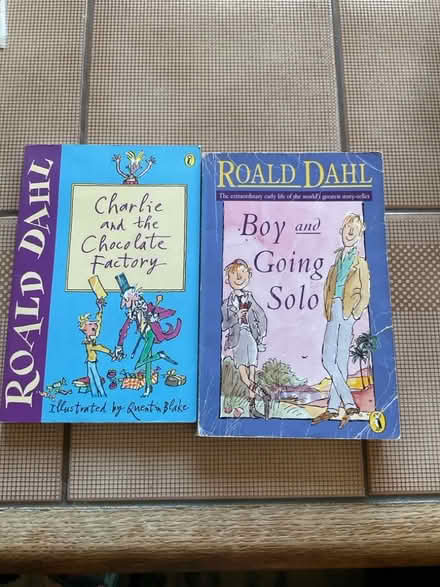 ROALD DAHL
Charlie
and the
Chocolate
Factory
Illustrated by Quentin Blake
ROALD DAHL
The extraordinary early life of the world's greatest story-teller
Boy and
Going
Solo